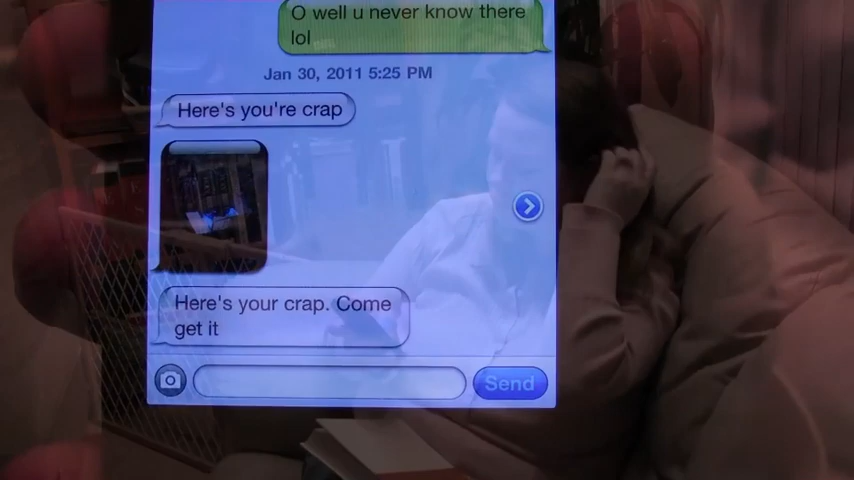 O well u never know there
lol
Jan 30, 2011 5:25 PM
Here's you're crap
Here's your crap. Come
get it
Send